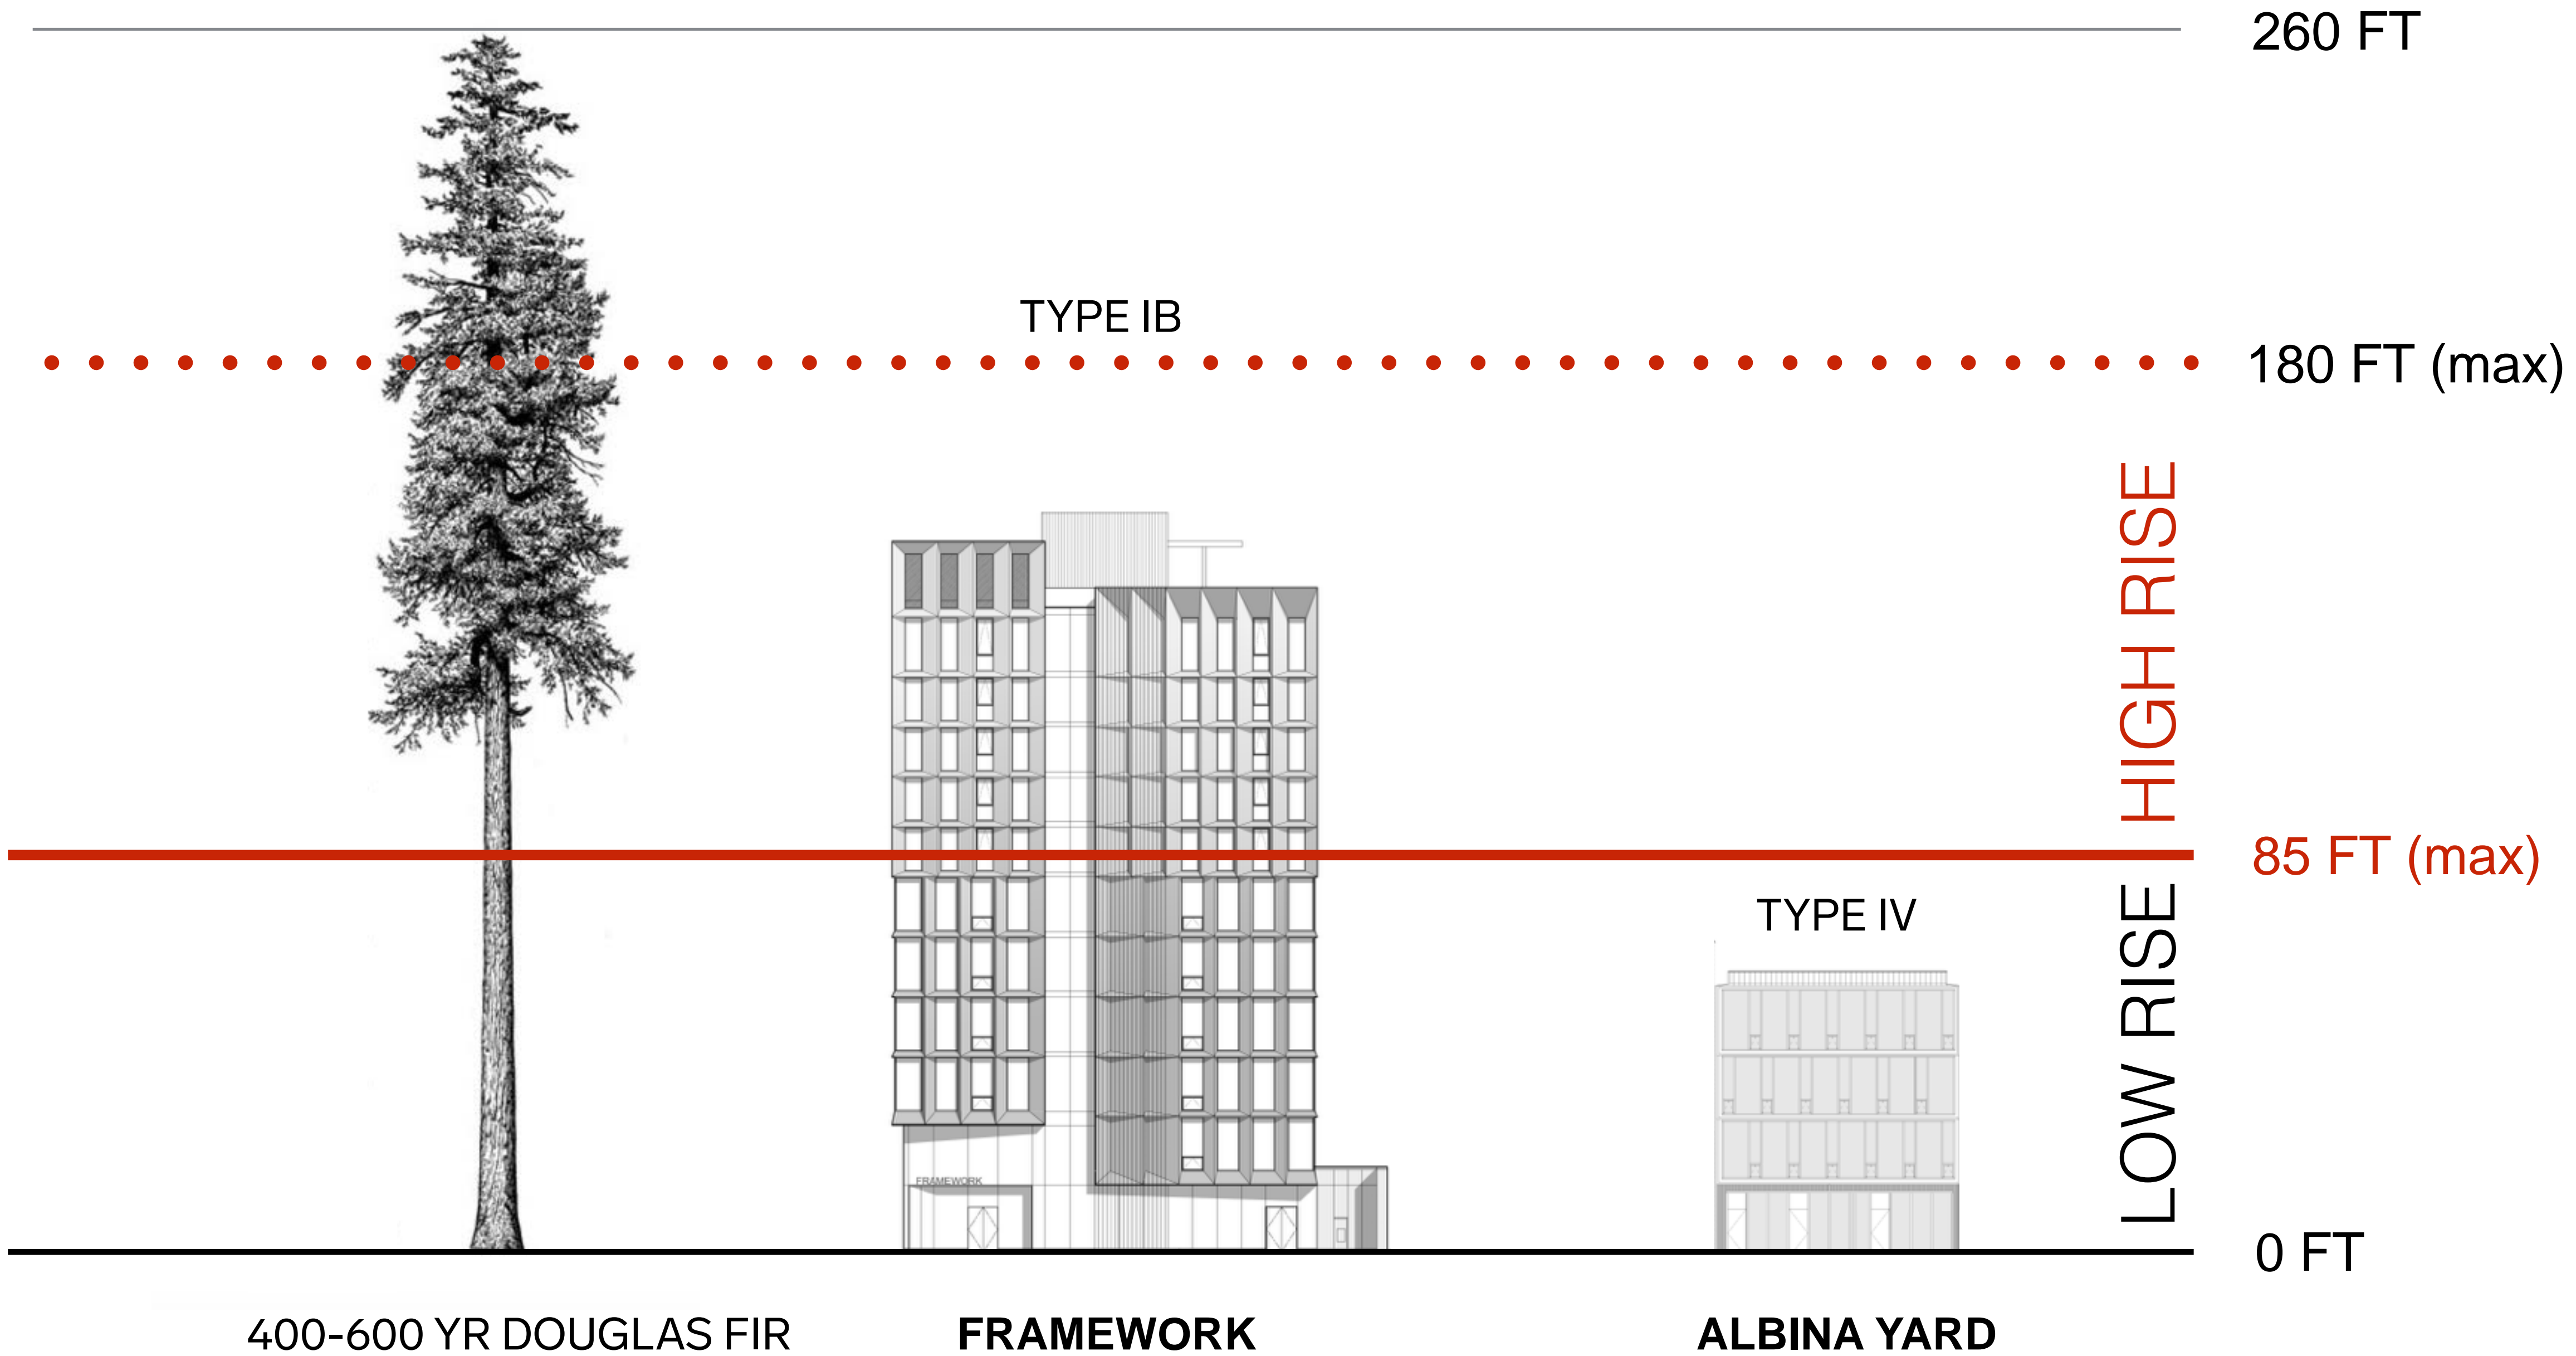 260 FT
TYPE IB
180 FT (max)
HIGH RISE
85 FT (max)
TYPE IV
LOW RISE
FRAMEWORK
0 FT
400-600 YR DOUGLAS FIR
FRAMEWORK
ALBINA YARD